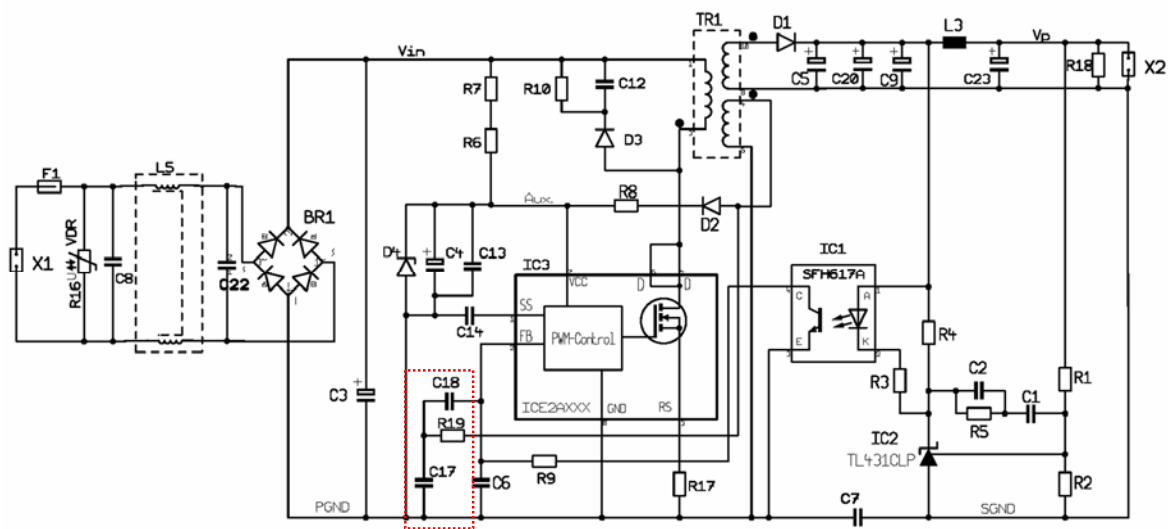 TR1
D1
L3
Vp
Vin
C5
C20
C9
C23
R18
X2
R7
R10
C12
R6
D3
L5
F1
Aux.
R8
D2
BR1
IC1
SFH617A
X1
R16
U
VDR
C8
C22
D4
C4
C13
IC3
VCC
D
D
C
A
SS
C14
PWM-Control
E
K
R4
FB
R3
C2
C1
R1
C3
C18
ICE2AXXX
GND
RS
R5
R19
IC2
TL431CLP
C17
C6
R9
R17
R2
C7
PGND
SGND